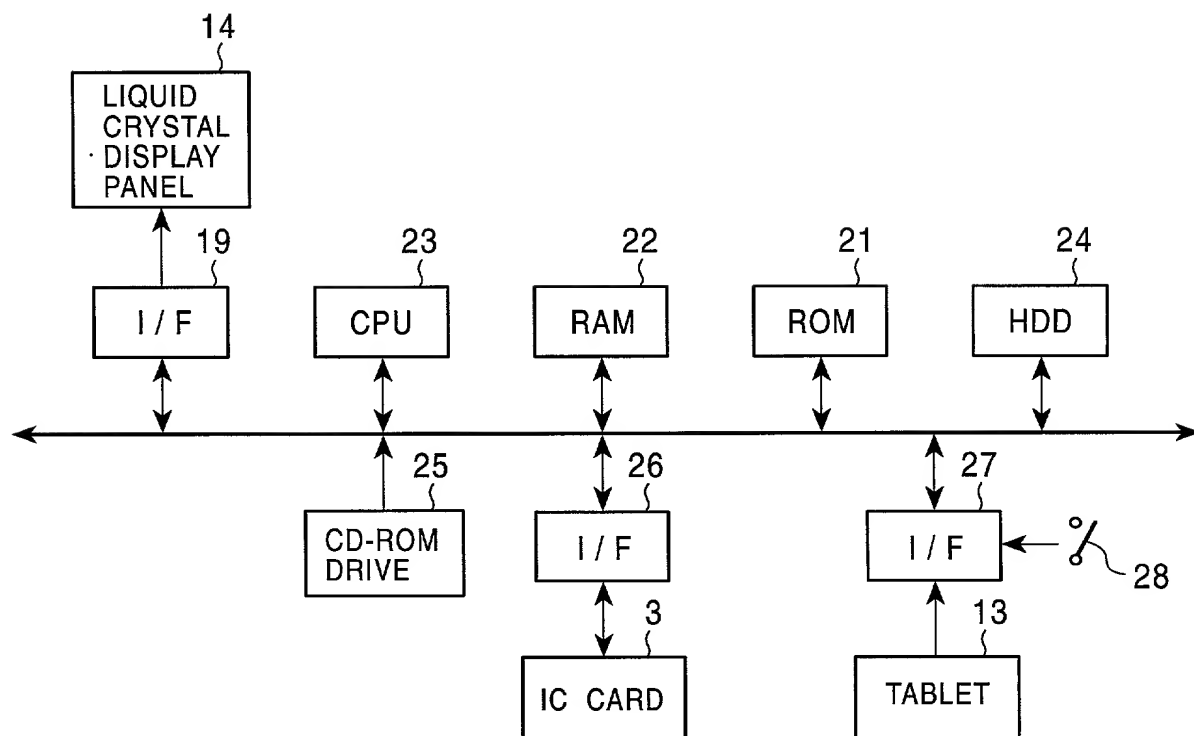 14
LIQUID
CRYSTAL
DISPLAY
PANEL
19
23
22
21
24
I / F
CPU
RAM
ROM
HDD
25
26
27
CD-ROM
DRIVE
I / F
I / F
28
3
13
IC CARD
TABLET